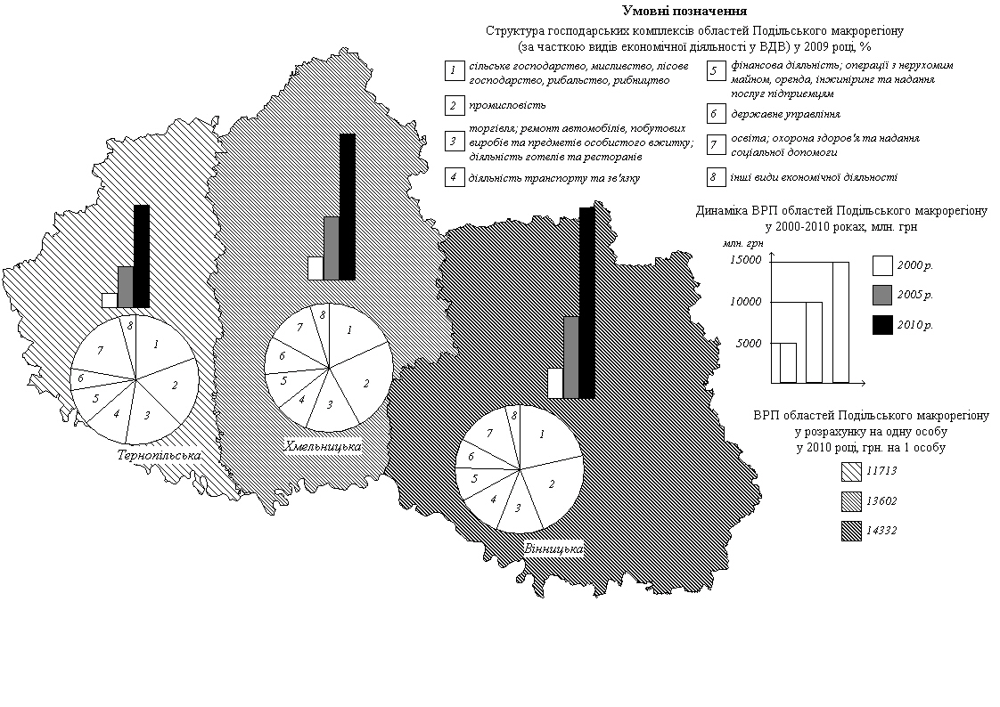 Умовні позначення
Структура господарських комплексів областей Подільського макрорегіону
(за часткою видів економічної діяльності у ВДВ) у 2009 році, %
1 сільське господарство, мисливство, лісове
господарство, рибальство, рибництво
2 промисловість
3 торгівля; ремонт автомобілів, побутових
виробів та предметів особистого вжитку;
діяльність готелів та ресторанів
4 діяльність транспорту та зв'язку
5 фінансова діяльність; операції з нерухомим
майном, оренда, інжиніринг та надання
послуг підприємцям
6 державне управління
7 освіта; охорона здоров'я та надання
соціальної допомоги
8 інші види економічної діяльності
Динаміка ВРП областей Подільського макрорегіону
у 2000-2010 роках, млн. грн
млн. грн
15000
10000
5000
2000 р.
2005 р.
2010 р.
ВРП областей Подільського макрорегіону
у розрахунку на одну особу
у 2010 році, грн. на 1 особу
11713
13602
14332
1
2
3
4
5
6
7
8
Тернопільська
1
2
3
4
5
6
7
8
Хмельницька
1
2
3
4
5
6
7
8
Вінницька